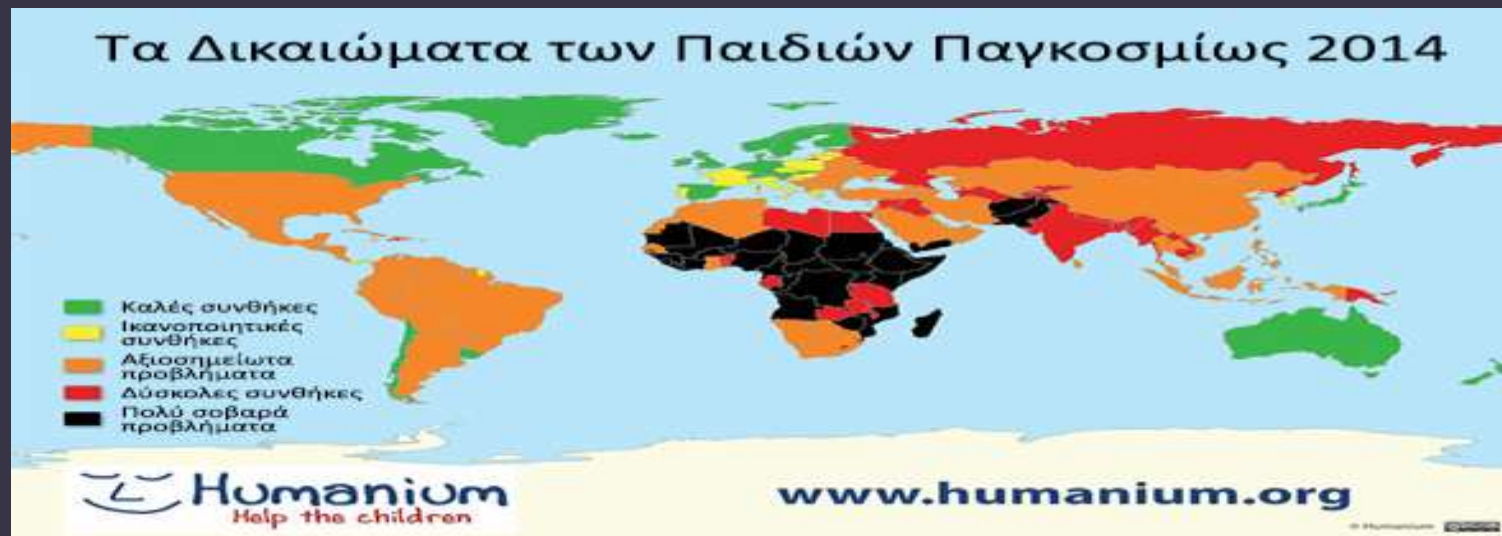 Τα Δικαιώματα των Παιδιών Παγκοσμίως 2014
Καλές συνθήκες
Ικανοποιητικές
συνθήκες
Αξιοσημείωτα
προβλήματα
Δύσκολες συνθήκες
Πολύ σοβαρά
προβλήματα
Humanium
Help the children
www.humanium.org
© Humanium